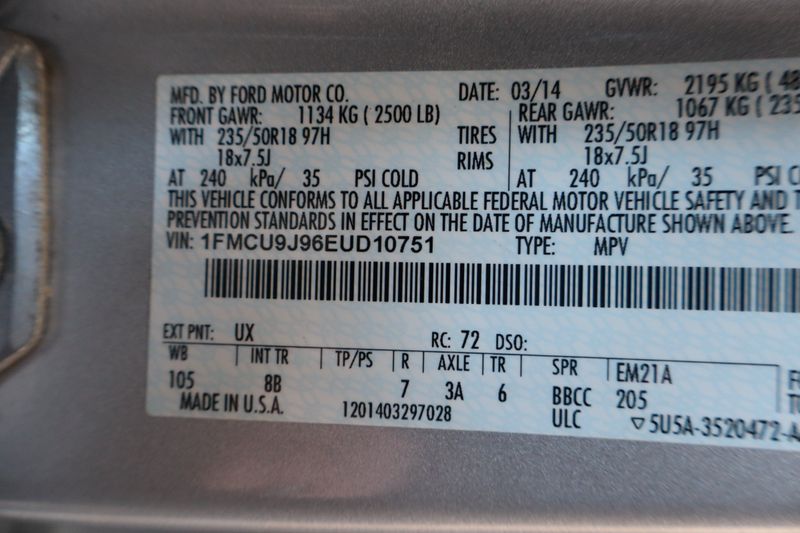 MFD. BY FORD MOTOR CO. DATE: 03/14 GVWR: 2195 KG ( 48
FRONT GAWR: 1134 KG ( 2500 LB) REAR GAWR: 1067 KG ( 235
WITH 235/50R18 97H TIRES WITH 235/50R18 97H
18x7.5J RIMS 18x7.5J
AT 240 kPa/ 35 PSI COLD AT 240 kPa/ 35 PSI C
THIS VEHICLE CONFORMS TO ALL APPLICABLE FEDERAL MOTOR VEHICLE SAFETY AND T
PREVENTION STANDARDS IN EFFECT ON THE DATE OF MANUFACTURE SHOWN ABOVE.
VIN: 1FMCU9J96EUD10751 TYPE: MPV
EXT PNT: UX RC: 72 DSO:
WB INT TR TP/PS R AXLE TR SPR EM21A
105 8B 7 3A 6 BBCC 205
MADE IN U.S.A. 1201403297028 ULC ▽5U5A-3520472-A